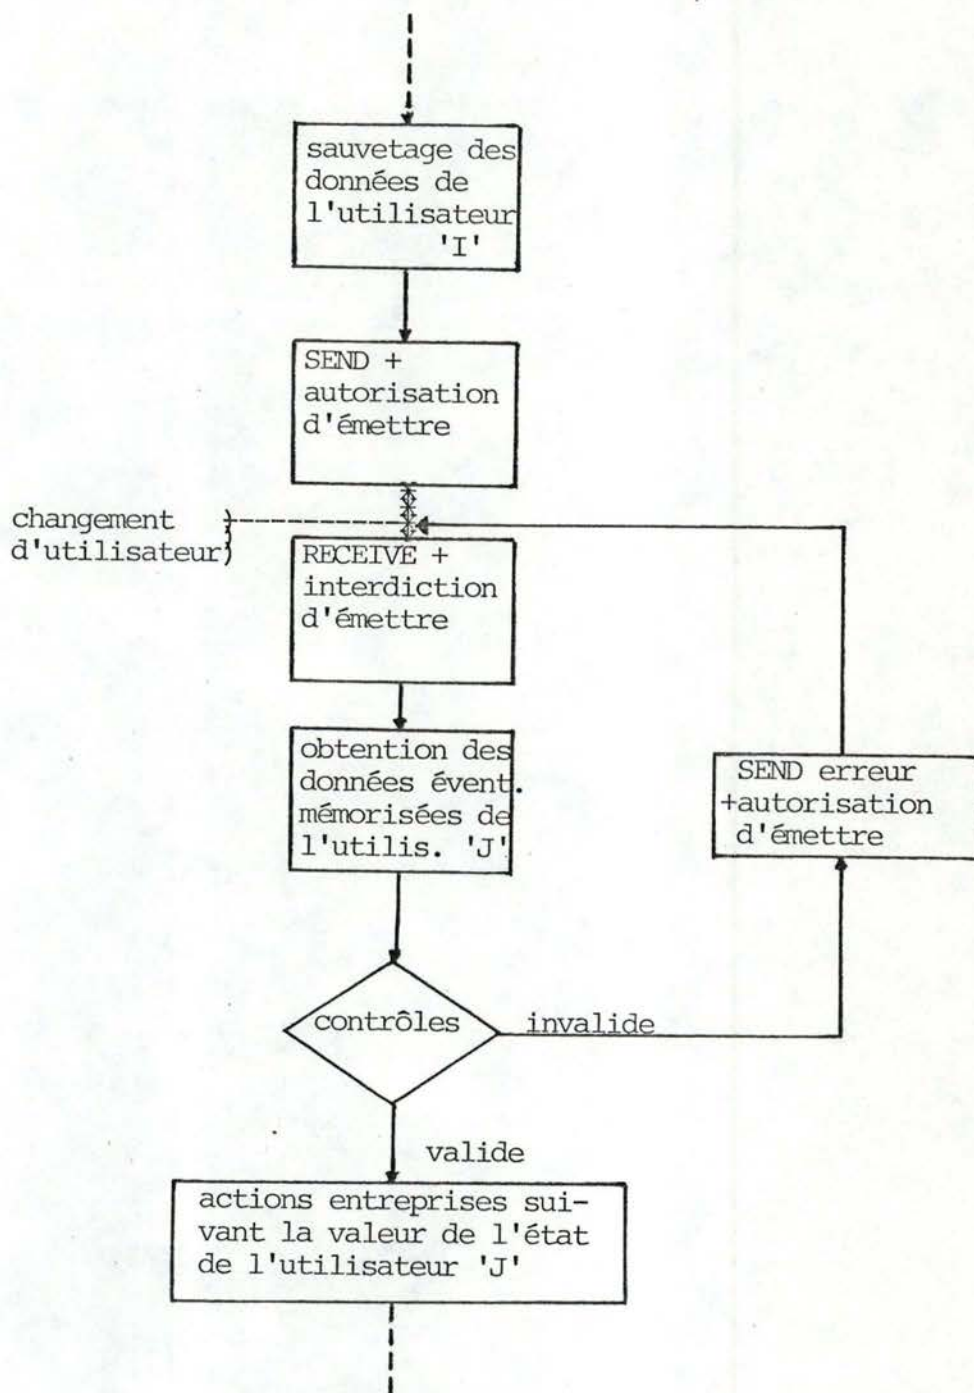 sauvetage des
données de
l'utilisateur
'I'
SEND +
autorisation
d'émettre
changement
d'utilisateur)
RECEIVE +
interdiction
d'émettre
obtention des
données évent.
mémorisées de
l'utilis. 'J'
SEND erreur
+autorisation
d'émettre
contrôles
invalide
valide
actions entreprises sui-
vant la valeur de l'état
de l'utilisateur 'J'